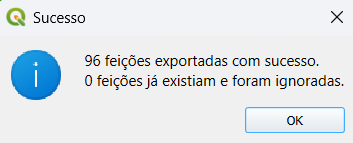 Sucesso
96 feições exportadas com sucesso.
0 feições já existiam e foram ignoradas.
OK